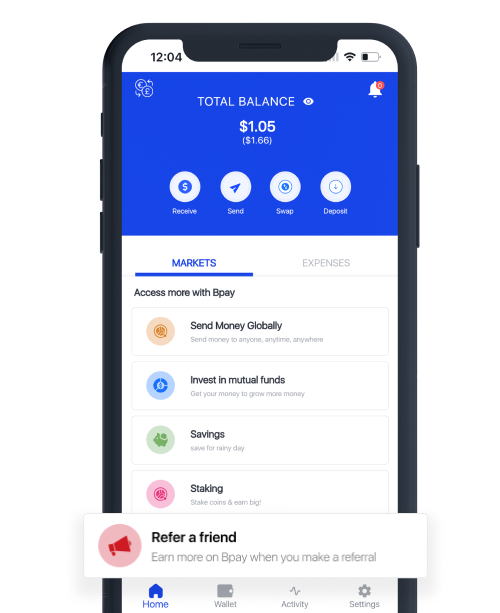 12:04
TOTAL BALANCE
0
$1.05
($1.66)
Receive
Send
Swap
Deposit
MARKETS
EXPENSES
Access more with Bpay
Send Money Globally
Send money to anyone, anytime, anywhere
Invest in mutual funds
Get your money to grow more money
Savings
save for rainy day
Staking
Stake coins & earn big!
Refer a friend
Earn more on Bpay when you make a referral
Home
Wallet
Activity
Settings